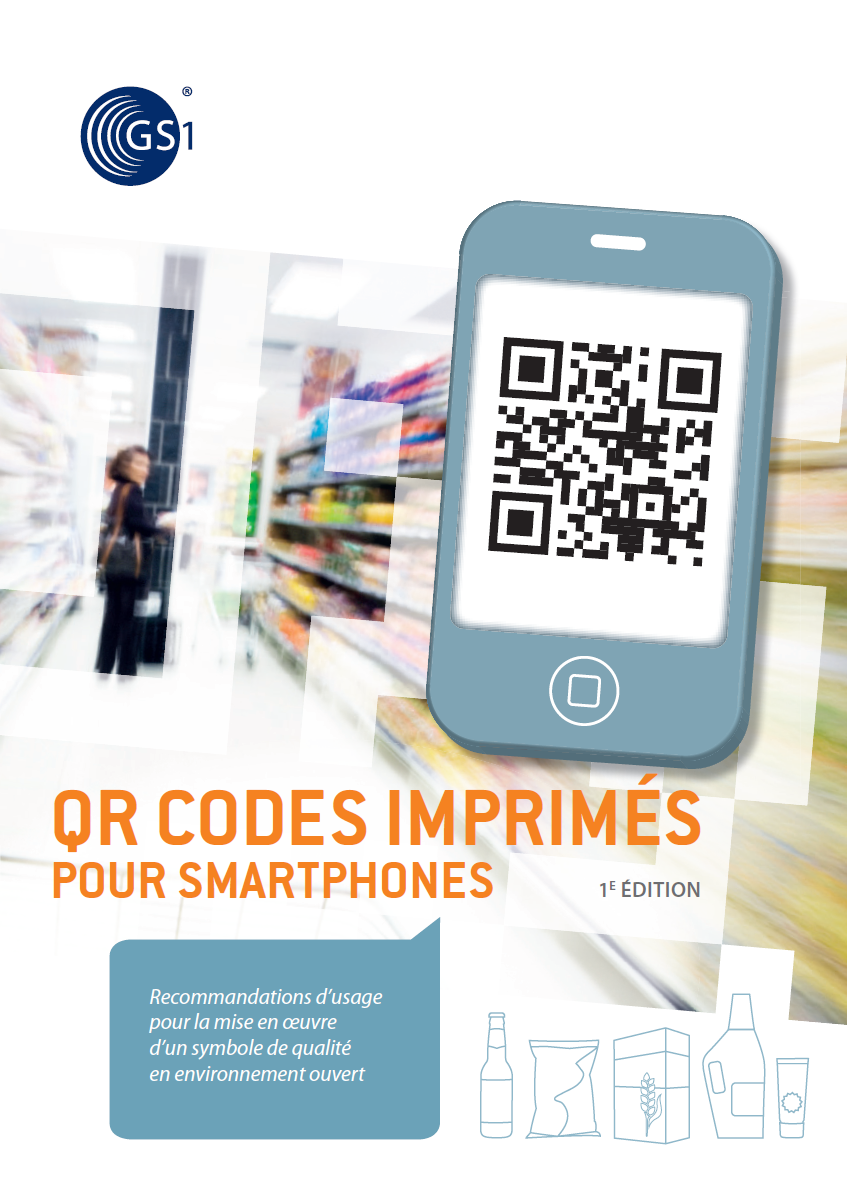 GS1®
QR CODES IMPRIMÉS
POUR SMARTPHONES
1E ÉDITION
Recommandations d’usage
pour la mise en œuvre
d’un symbole de qualité
en environnement ouvert